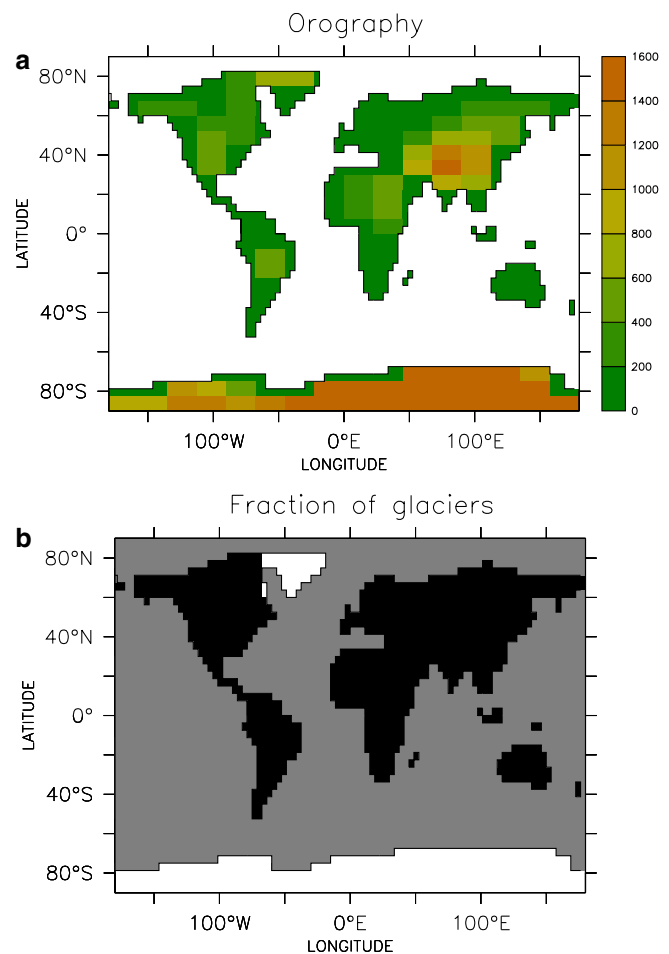 Orography
a
80°N
40°N
0°
40°S
80°S
LATITUDE
100°W 0°E 100°E
LONGITUDE
1600
1400
1200
1000
800
600
400
200
0
Fraction of glaciers
b
80°N
40°N
0°
40°S
80°S
LATITUDE
100°W 0°E 100°E
LONGITUDE